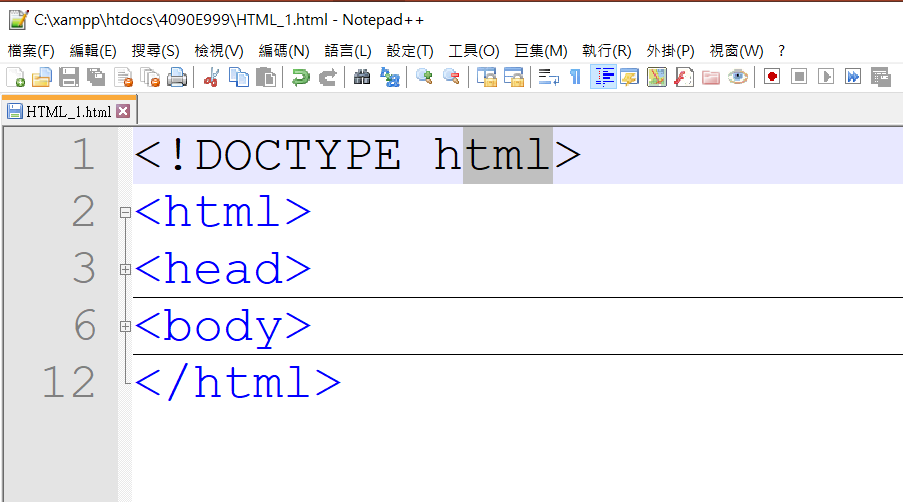 C:\xampp\htdocs\4090E999\HTML_1.html - Notepad++
檔案(F) 編輯(E) 搜尋(S) 檢視(V) 編碼(N) 語言(L) 設定(T) 工具(O) 巨集(M) 執行(R) 外掛(P) 視窗(W) ?
HTML_1.html
1 <!DOCTYPE html>
2 <html>
3 <head>
6 <body>
12 </html>